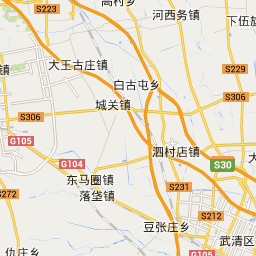 高村乡
S223
河西务镇
下伍旗
大王古庄镇
S229
镇
白古屯乡
城关镇
S306
S306
G105
泗村店镇
大
G104
S30
东马圈镇
S231
S272
落垡镇
S212
豆张庄乡
武清区
仇庄乡
G105